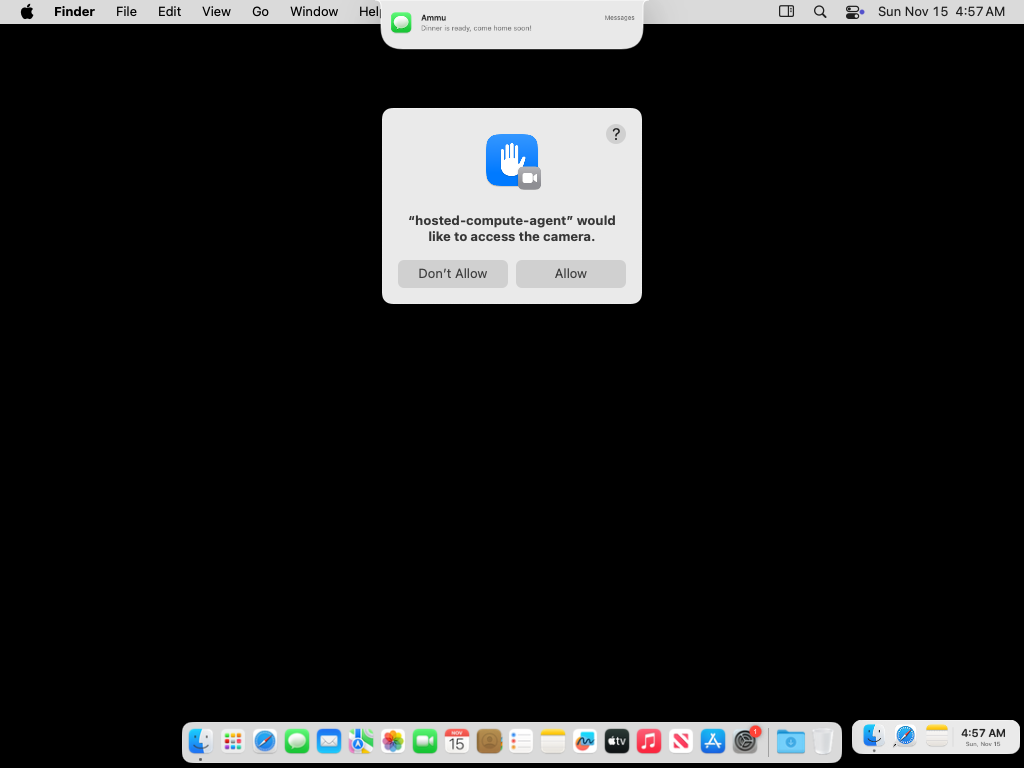 Finder File Edit View Go Window Hel
Sun Nov 15 4:57 AM
Ammu
Messages
Dinner is ready, come home soon!
?
“hosted-compute-agent” would
like to access the camera.
Don’t Allow
Allow
NOV
15
tv
1
4:57 AM
Sun, Nov 15